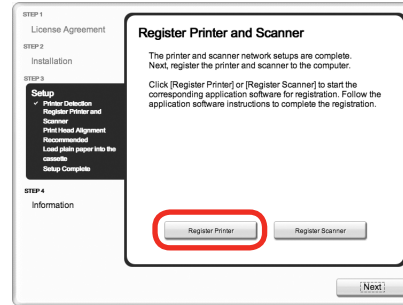 STEP 1
License Agreement
STEP 2
Installation
STEP 3
Setup
✓ Printer Detection
Register Printer and
Scanner
Print Head Alignment
Recommended
Load plain paper into the
cassette
Setup Complete
STEP 4
Information
Register Printer and Scanner
The printer and scanner network setups are complete.
Next, register the printer and scanner to the computer.
Click [Register Printer] or [Register Scanner] to start the
corresponding application software for registration. Follow the
application software instructions to complete the registration.
Register Printer
Register Scanner
Next